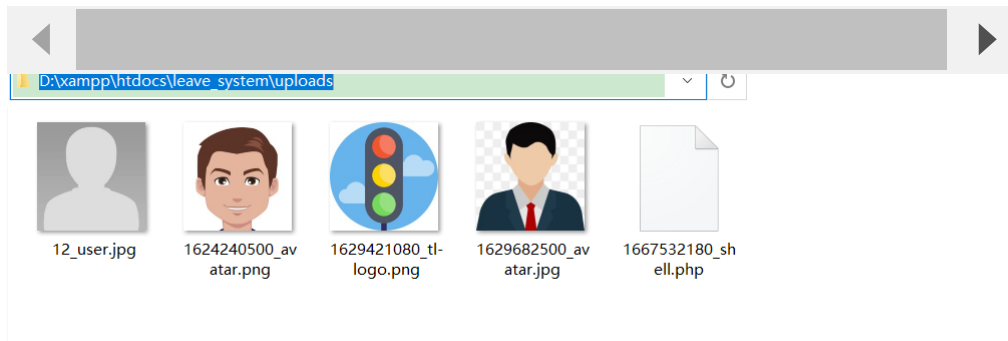 D:\xampp\htdocs\leave_system\uploads
12_user.jpg
1624240500_av
atar.png
1629421080_tl-
logo.png
1629682500_av
atar.jpg
1667532180_sh
ell.php